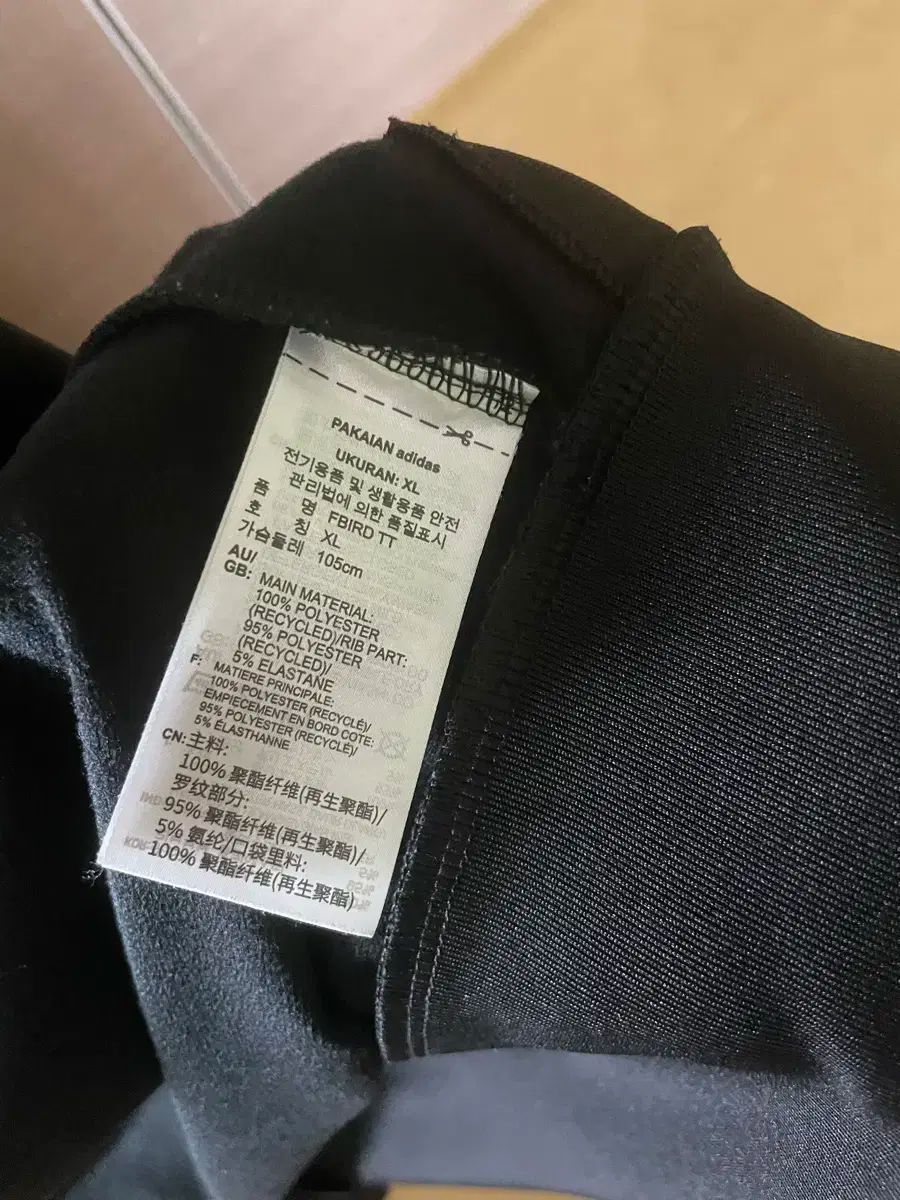 PAKAIAN adidas
UKURAN: XL
전기용품 및 생활용품 안전
관리법에 의한 품질표시
품 명 FBIRD TT
호 칭 XL
가슴둘레 105cm
AU/
GB: MAIN MATERIAL:
100% POLYESTER
(RECYCLED)/RIB PART:
95% POLYESTER
(RECYCLED)/
5% ELASTANE
F: MATIERE PRINCIPALE:
100% POLYESTER (RECYCLÉ)/
EMPIECEMENT EN BORD COTE:
95% POLYESTER (RECYCLÉ)/
5% ÉLASTHANNE
CN: 主料:
100% 聚酯纤维(再生聚酯)/
罗纹部分:
95% 聚酯纤维(再生聚酯)/
5% 氨纶/口袋里料:
100% 聚酯纤维(再生聚酯)